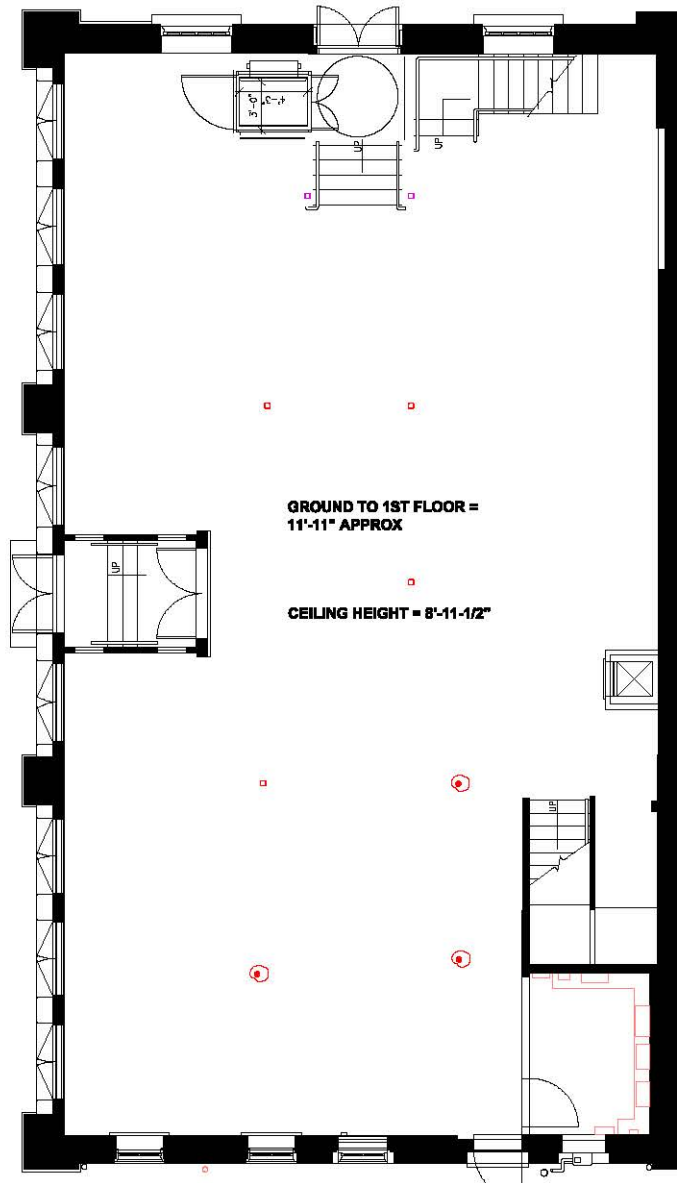 3'-0"
UP
UP
GROUND TO 1ST FLOOR =
11'-11" APPROX
UP
CEILING HEIGHT = 8'-11-1/2"
UP